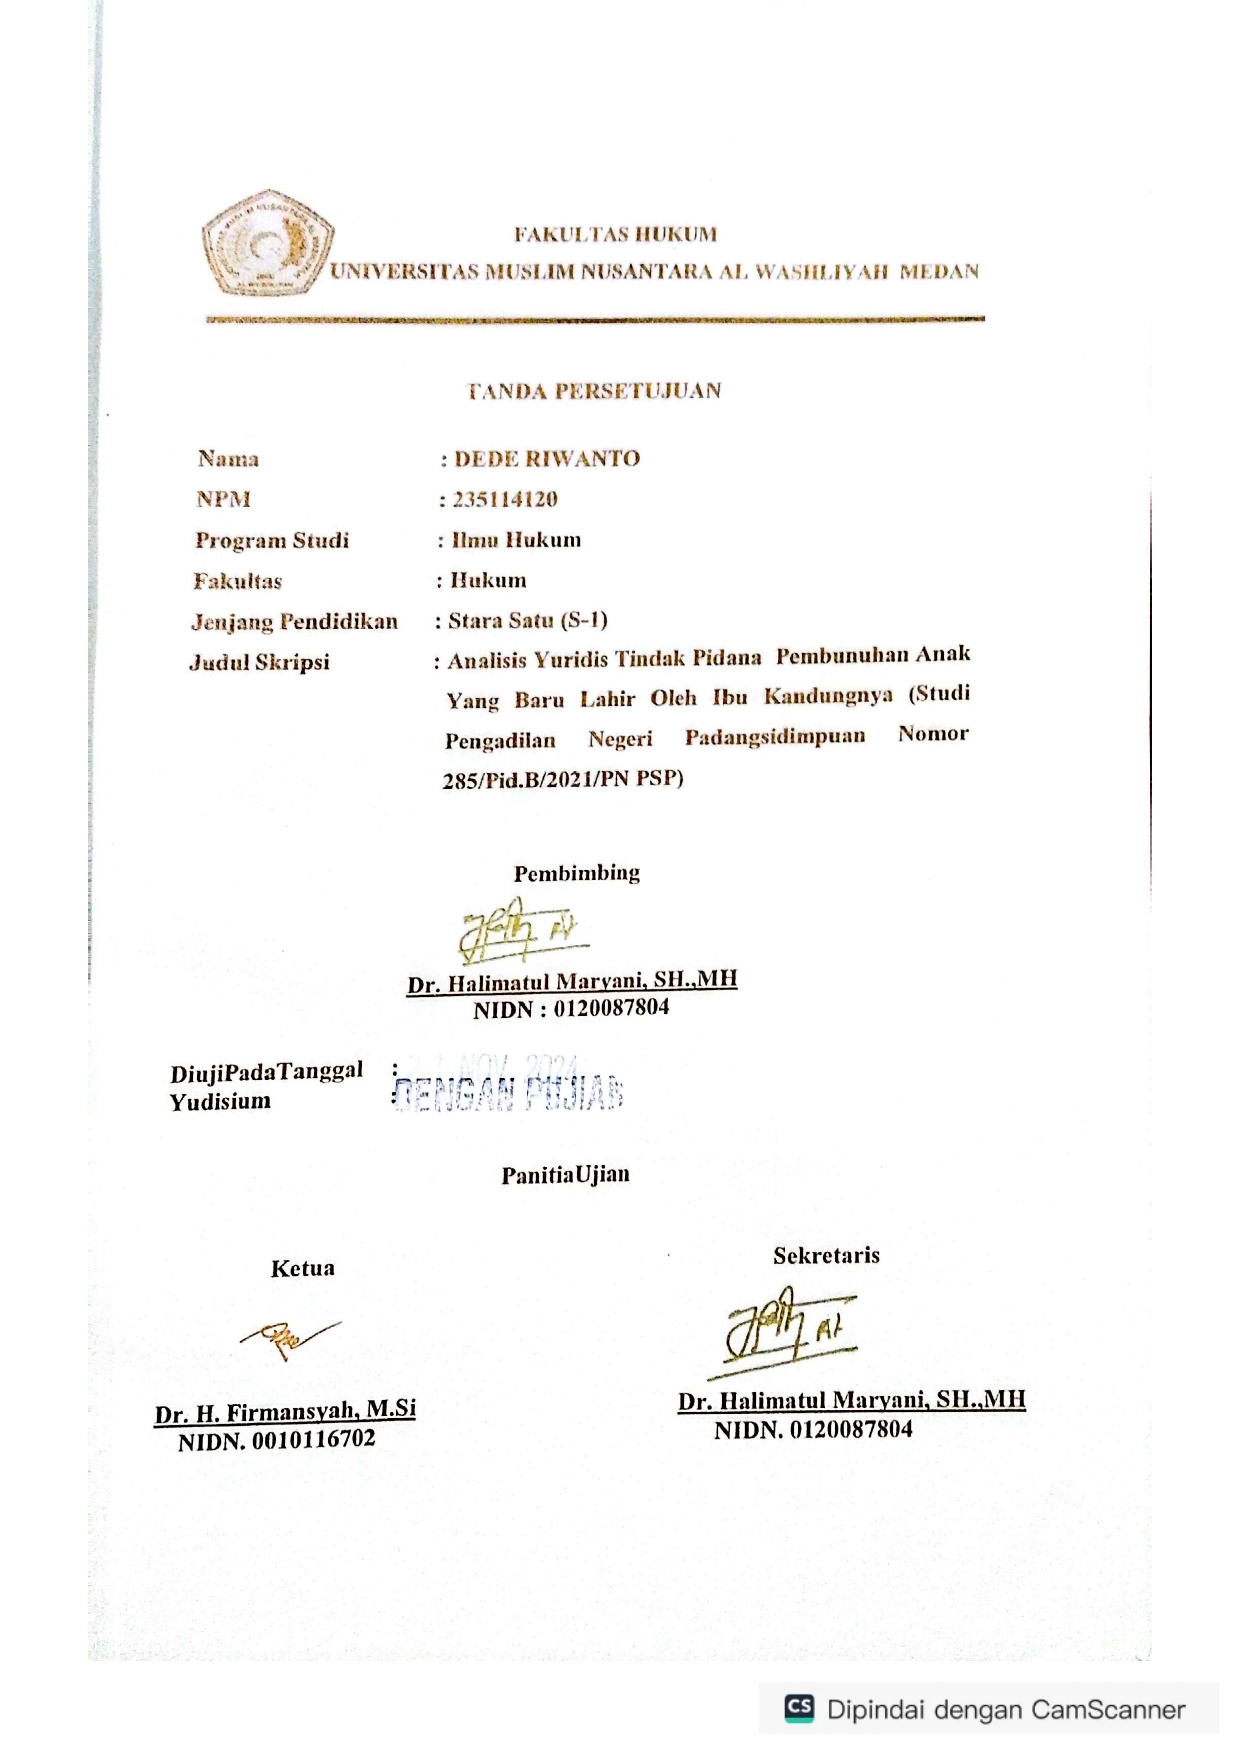 FAKULTAS HUKUM
UNIVERSITAS MUSLIM NUSANTARA AL WASHLIYAH MEDAN
TANDA PERSETUJUAN
Nama : DEDE RIWANTO
NPM : 235114120
Program Studi : Ilmu Hukum
Fakultas : Hukum
Jenjang Pendidikan : Stara Satu (S-1)
Judul Skripsi : Analisis Yuridis Tindak Pidana Pembunuhan Anak
Yang Baru Lahir Oleh Ibu Kandungnya (Studi
Pengadilan Negeri Padangsidimpuan Nomor
285/Pid.B/2021/PN PSP)
Pembimbing
Dr. Halimatul Maryani, SH.,MH
NIDN : 0120087804
DiujiPadaTanggal : NOV. 2024
Yudisium : DENGAN PUJIAN
PanitiaUjian
Ketua
Sekretaris
Dr. H. Firmansyah, M.Si
NIDN. 0010116702
Dr. Halimatul Maryani, SH.,MH
NIDN. 0120087804
CS Dipindai dengan CamScanner